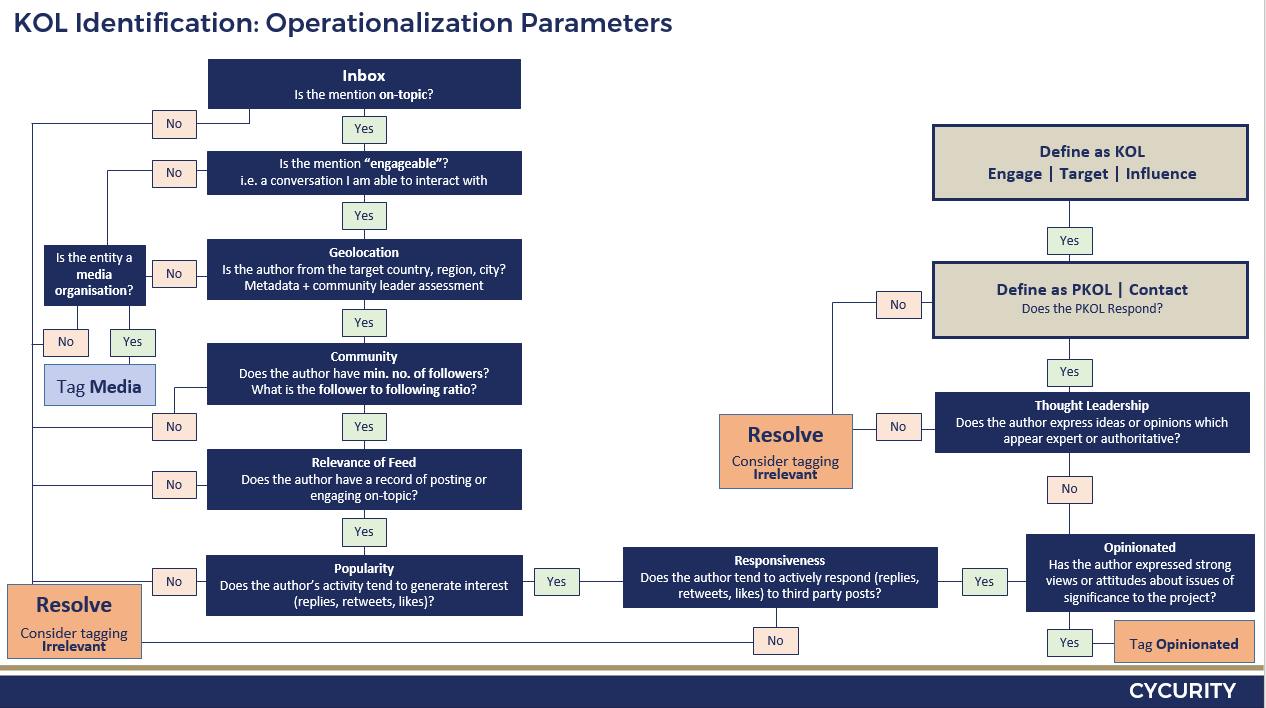 KOL Identification: Operationalization Parameters
Inbox
Is the mention on-topic?
No
Yes
Is the mention “engageable”?
i.e. a conversation I am able to interact with
No
Yes
Is the entity a
media
organisation?
No
Geolocation
Is the author from the target country, region, city?
Metadata + community leader assessment
No
Yes
Tag Media
Yes
Community
Does the author have min. no. of followers?
What is the follower to following ratio?
No
Yes
Relevance of Feed
Does the author have a record of posting or
engaging on-topic?
No
Yes
Popularity
Does the author’s activity tend to generate interest
(replies, retweets, likes)?
No
Resolve
Consider tagging
Irrelevant
Yes
Responsiveness
Does the author tend to actively respond (replies,
retweets, likes) to third party posts?
No
Yes
Opinionated
Has the author expressed strong
views or attitudes about issues of
significance to the project?
Yes
Tag Opinionated
No
Thought Leadership
Does the author express ideas or opinions which
appear expert or authoritative?
No
Resolve
Consider tagging
Irrelevant
Yes
Define as PKOL | Contact
Does the PKOL Respond?
No
Yes
Define as KOL
Engage | Target | Influence
CYCURITY